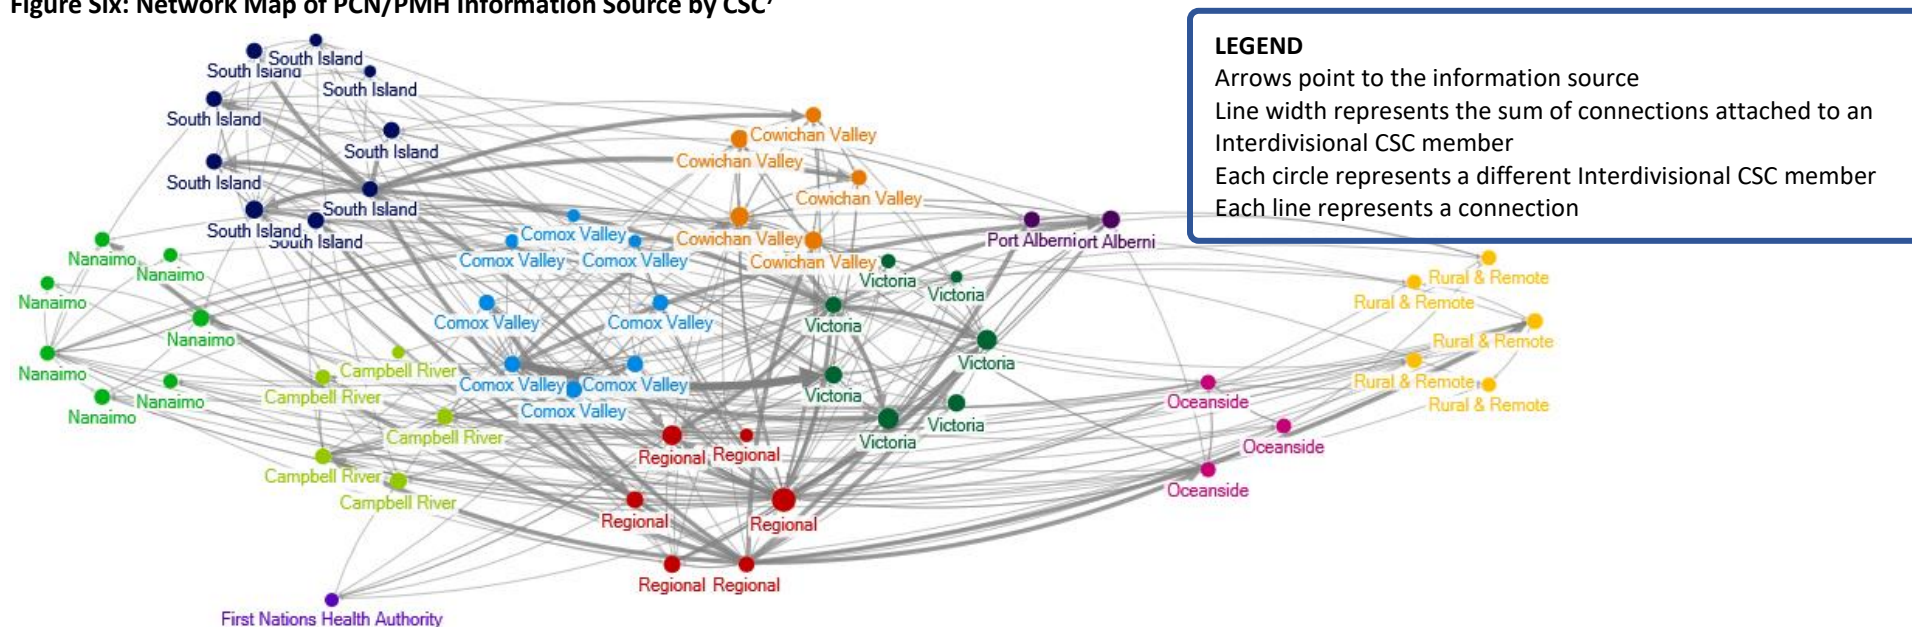 Figure Six: Network Map of PCN/PMH Information Source by CSC⁷
LEGEND
Arrows point to the information source
Line width represents the sum of connections attached to an
Interdivisional CSC member
Each circle represents a different Interdivisional CSC member
Each line represents a connection
South Island
South Island
South Island
South Island
South Island
South Island
South Island
South Island
South Island
Cowichan Valley
Cowichan Valley
Cowichan Valley
Cowichan Valley
Cowichan Valley
Port Alberni
ort Alberni
Comox Valley
Comox Valley
Comox Valley
Comox Valley
Comox Valley
Comox Valley
Comox Valley
Comox Valley
Nanaimo
Nanaimo
Nanaimo
Nanaimo
Nanaimo
Nanaimo
Nanaimo
Victoria
Victoria
Victoria
Victoria
Victoria
Victoria
Victoria
Rural & Remote
Rural & Remote
Rural & Remote
Rural & Remote
Rural & Remote
Campbell River
Campbell River
Campbell River
Campbell River
Campbell River
Oceanside
Oceanside
Oceanside
Regional
Regional
Regional
Regional
Regional
Regional
First Nations Health Authority